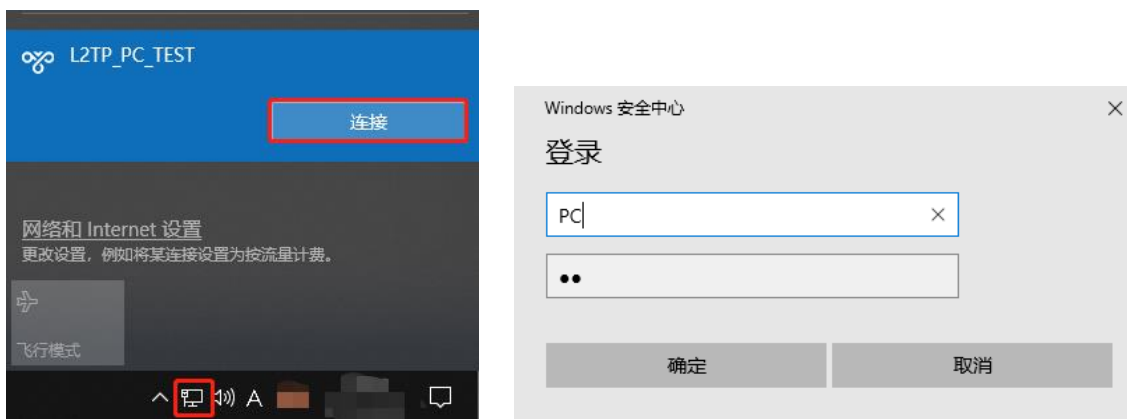 L2TP_PC_TEST
连接
网络和 Internet 设置
更改设置，例如将某连接设置为按流量计费。
飞行模式
A
Windows 安全中心
登录
PC
••
确定
取消